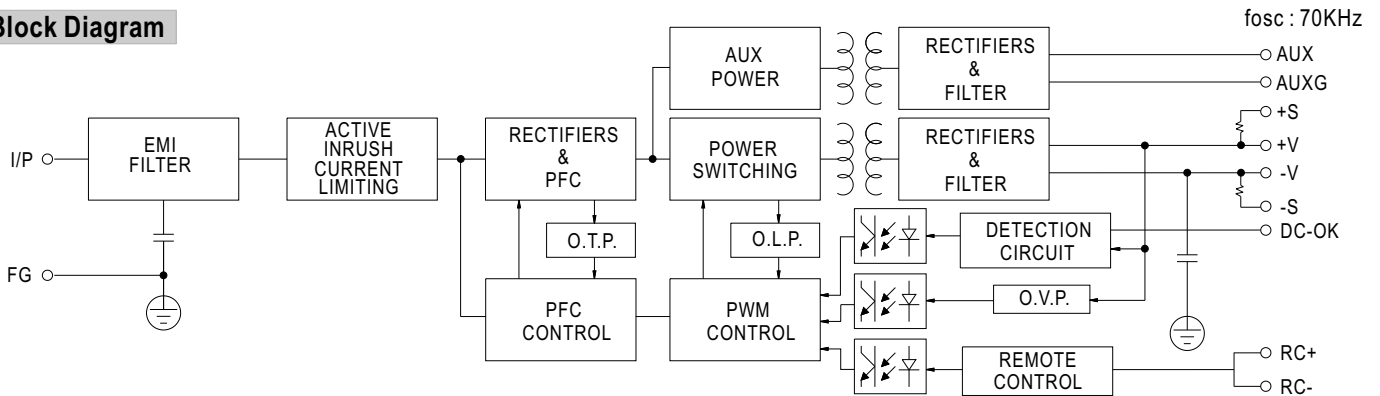 Block Diagram
fosc : 70KHz
AUX
POWER
RECTIFIERS
&
FILTER
AUX
AUXG
+S
+V
-V
-S
DC-OK
I/P
EMI
FILTER
ACTIVE
INRUSH
CURRENT
LIMITING
RECTIFIERS
&
PFC
POWER
SWITCHING
RECTIFIERS
&
FILTER
O.T.P.
O.L.P.
DETECTION
CIRCUIT
FG
PFC
CONTROL
PWM
CONTROL
O.V.P.
REMOTE
CONTROL
RC+
RC-